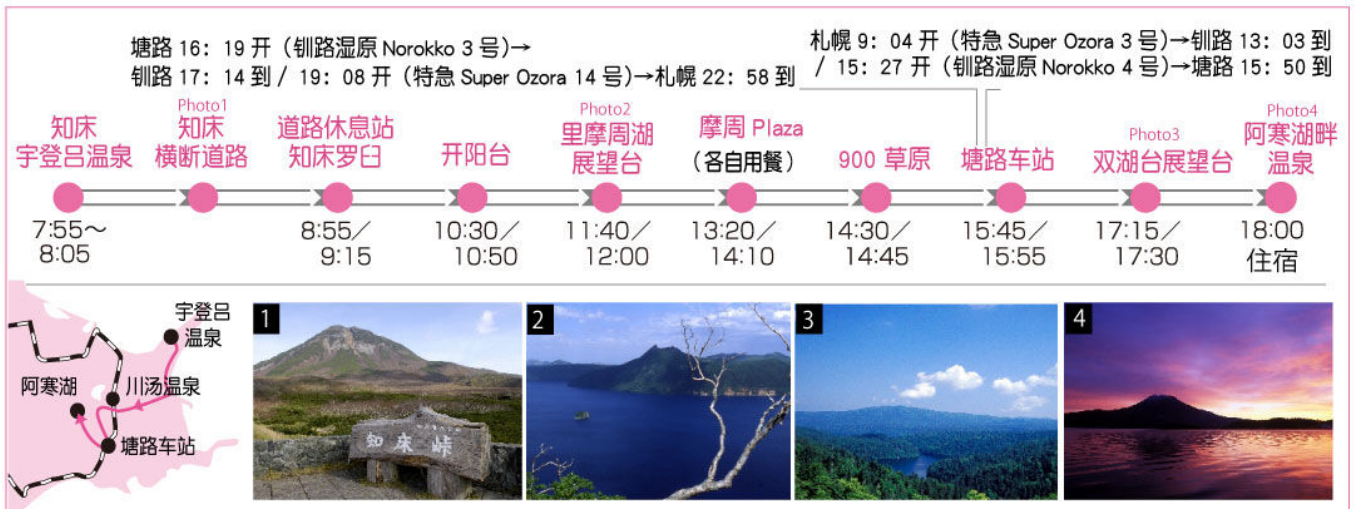 塘路 16：19 开（钏路湿原 Norokko 3 号）→
钏路 17：14 到 / 19：08 开（特急 Super Ozora 14 号）→札幌 22：58 到
札幌 9：04 开（特急 Super Ozora 3 号）→钏路 13：03 到
/ 15：27 开（钏路湿原 Norokko 4 号）→塘路 15：50 到
知床
宇登吕温泉
Photo1
知床
横断道路
道路休息站
知床罗臼
开阳台
Photo2
里摩周湖
展望台
摩周 Plaza
（各自用餐）
900 草原
塘路车站
Photo3
双湖台展望台
Photo4
阿寒湖畔
温泉
7:55～
8:05
8:55／
9:15
10:30／
10:50
11:40／
12:00
13:20／
14:10
14:30／
14:45
15:45／
15:55
17:15／
17:30
18:00
住宿
宇登吕
温泉
阿寒湖
川汤温泉
塘路车站
1
知床峠
2
3
4